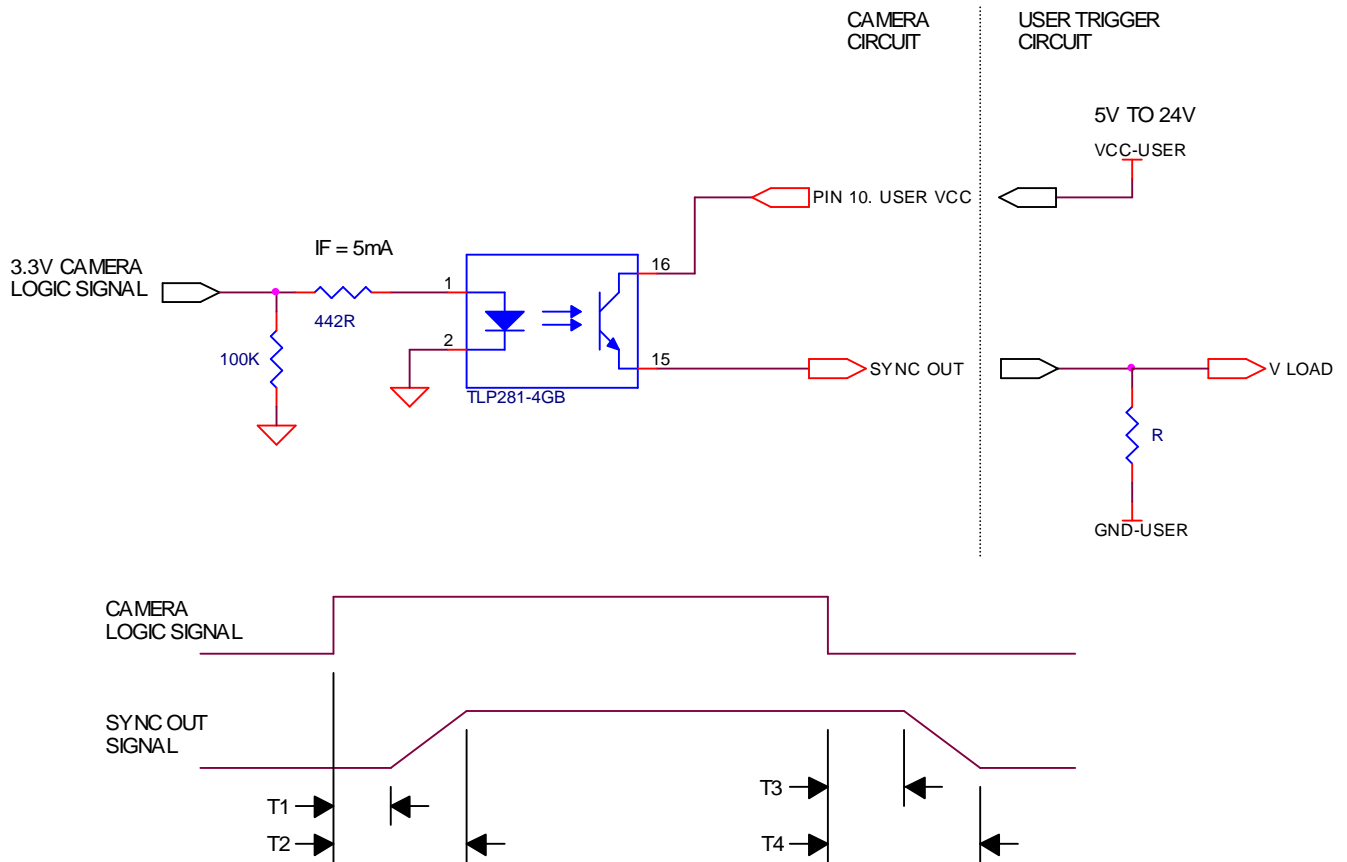 CAMERA
CIRCUIT
USER TRIGGER
CIRCUIT
5V TO 24V
VCC-USER
PIN 10. USER VCC
IF = 5mA
3.3V CAMERA
LOGIC SIGNAL
1
16
442R
100K
2
15
SYNC OUT
V LOAD
TLP281-4GB
R
GND-USER
CAMERA
LOGIC SIGNAL
SYNC OUT
SIGNAL
T1
T3
T2
T4